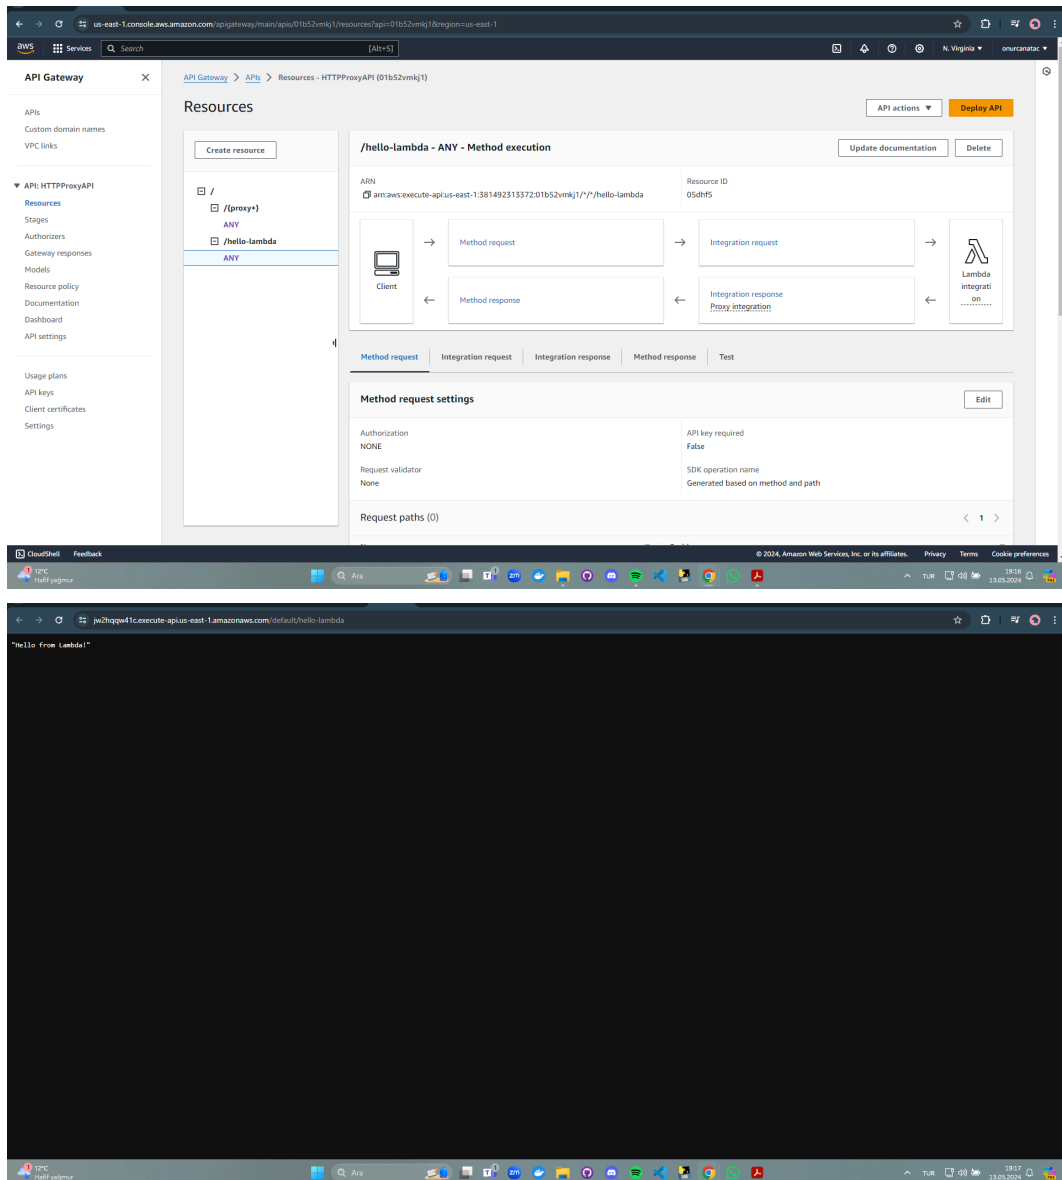 us-east-1.console.aws.amazon.com/apigateway/main/apis/01b52vmkj1/resources?api=01b52vmkj1&region=us-east-1
aws Services Search [Alt+S] N. Virginia ▼ onurcanatac ▼
API Gateway
API Gateway > APIs > Resources - HTTPProxyAPI (01b52vmkj1)
Resources
API actions ▼ Deploy API
APIs
Custom domain names
VPC links
▼ API: HTTPProxyAPI
Resources
Stages
Authorizers
Gateway responses
Models
Resource policy
Documentation
Dashboard
API settings
Usage plans
API keys
Client certificates
Settings
Create resource
/
/{proxy+}
ANY
/hello-lambda
ANY
/hello-lambda - ANY - Method execution
Update documentation Delete
ARN
arn:aws:execute-api:us-east-1:381492313372:01b52vmkj1/*/*/hello-lambda
Resource ID
05dhf5
Client
Method request
Integration request
Method response
Integration response
Proxy integration
Lambda
integrati
on
Method request Integration request Integration response Method response Test
Method request settings
Edit
Authorization
NONE
API key required
False
Request validator
None
SDK operation name
Generated based on method and path
Request paths (0)
< 1 >
CloudShell Feedback © 2024, Amazon Web Services, Inc. or its affiliates. Privacy Terms Cookie preferences
1 12°C
Hafif yağmur
Ara
TUR
19:16
13.05.2024
jw2hqqw41c.execute-api.us-east-1.amazonaws.com/default/hello-lambda
"Hello from Lambda!"
1 12°C
Hafif yağmur
Ara
TUR
19:17
13.05.2024